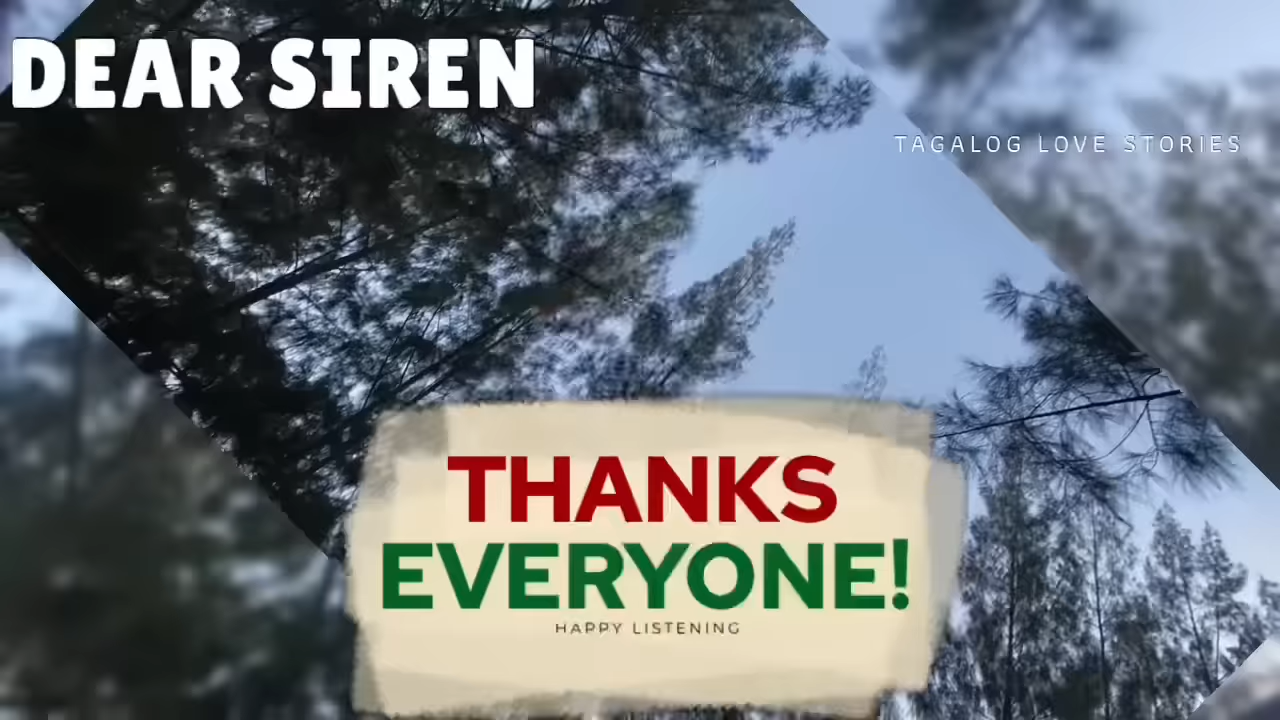 DEAR SIREN
TAGALOG LOVE STORIES
THANKS
EVERYONE!
HAPPY LISTENING